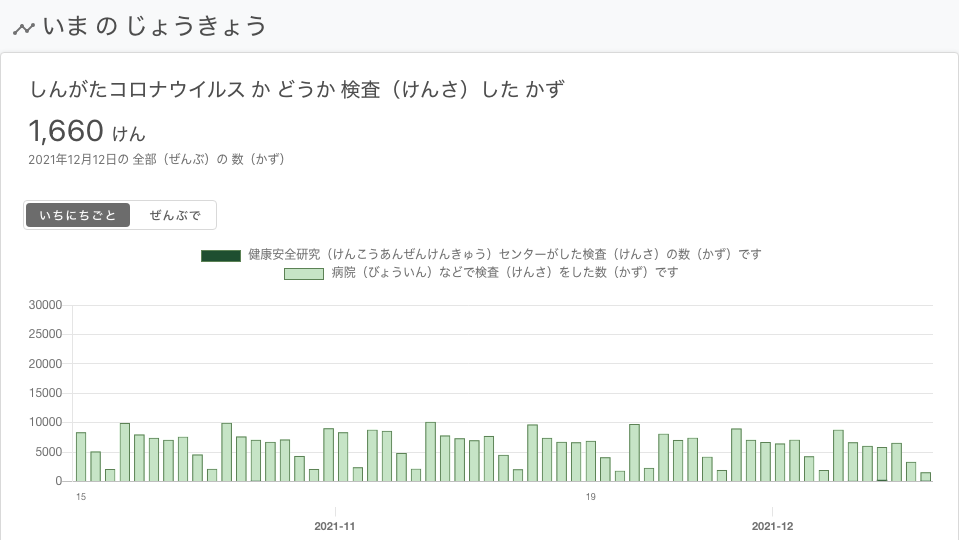 いま の じょうきょう
しんがたコロナウイルス か どうか 検査（けんさ）した かず
1,660 けん
2021年12月12日の 全部（ぜんぶ）の 数（かず）
いちにちごと ぜんぶで
健康安全研究（けんこうあんぜんけんきゅう）センターがした検査（けんさ）の数（かず）です
病院（びょういん）などで検査（けんさ）をした数（かず）です
30000
25000
20000
15000
10000
5000
0
15 19
2021-11 2021-12